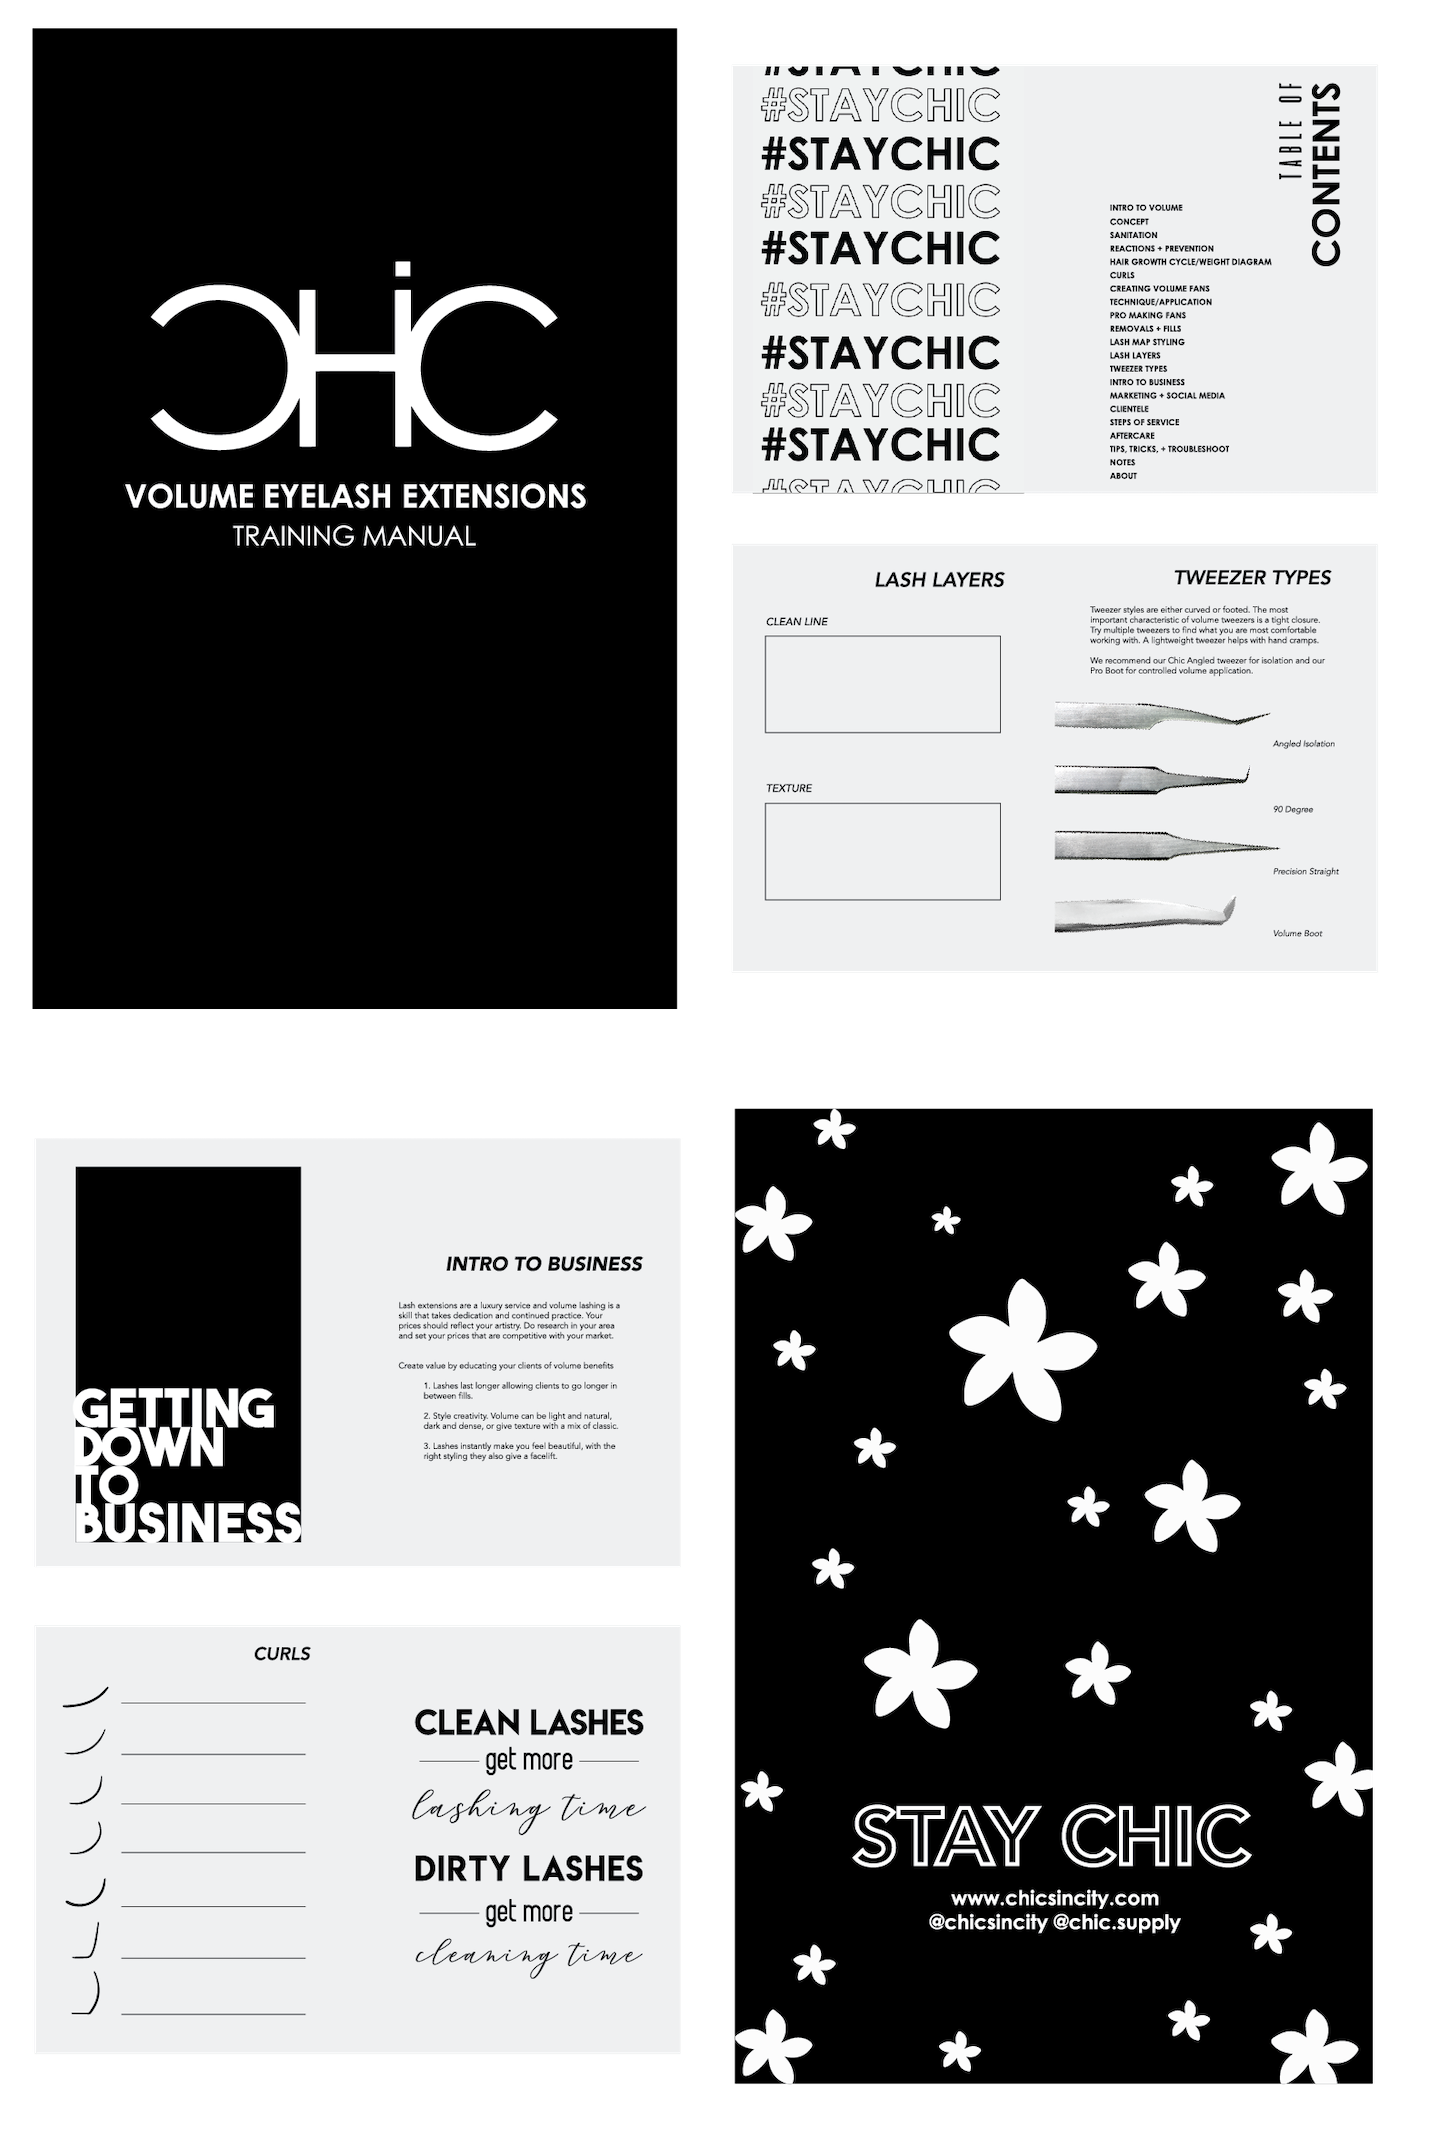 CHiC
VOLUME EYELASH EXTENSIONS
TRAINING MANUAL
#STAYCHIC
#STAYCHIC
#STAYCHIC
#STAYCHIC
#STAYCHIC
#STAYCHIC
#STAYCHIC
#STAYCHIC
#STAYCHIC
#STAYCHIC
TABLE OF
CONTENTS
INTRO TO VOLUME
CONCEPT
SANITATION
REACTIONS + PREVENTION
HAIR GROWTH CYCLE/WEIGHT DIAGRAM
CURLS
CREATING VOLUME FANS
TECHNIQUE/APPLICATION
PRO MAKING FANS
REMOVALS + FILLS
LASH MAP STYLING
LASH LAYERS
TWEEZER TYPES
INTRO TO BUSINESS
MARKETING + SOCIAL MEDIA
CLIENTELE
STEPS OF SERVICE
AFTERCARE
TIPS, TRICKS, + TROUBLESHOOT
NOTES
ABOUT
LASH LAYERS
CLEAN LINE
TEXTURE
TWEEZER TYPES
Tweezer styles are either curved or footed. The most
important characteristic of volume tweezers is a tight closure.
Try multiple tweezers to find what you are most comfortable
working with. A lightweight tweezer helps with hand cramps.
We recommend our Chic Angled tweezer for isolation and our
Pro Boot for controlled volume application.
Angled Isolation
90 Degree
Precision Straight
Volume Boot
GETTING
DOWN
TO
BUSINESS
INTRO TO BUSINESS
Lash extensions are a luxury service and volume lashing is a
skill that takes dedication and continued practice. Your
prices should reflect your artistry. Do research in your area
and set your prices that are competitive with your market.
Create value by educating your clients of volume benefits
1. Lashes last longer allowing clients to go longer in
between fills.
2. Style creativity. Volume can be light and natural,
dark and dense, or give texture with a mix of classic.
3. Lashes instantly make you feel beautiful, with the
right styling they also give a facelift.
CURLS
CLEAN LASHES
get more
lashing time
DIRTY LASHES
get more
cleaning time
STAY CHIC
www.chicsincity.com
@chicsincity @chic.supply